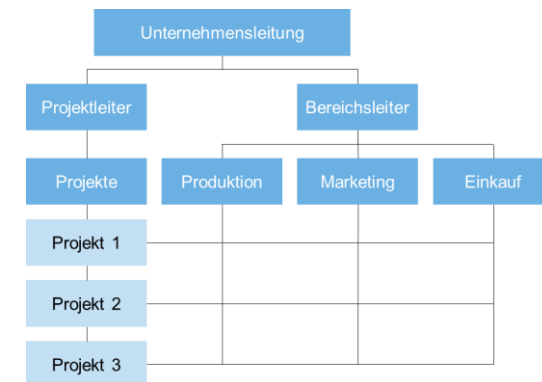 Unternehmensleitung
Projektleiter
Bereichsleiter
Projekte
Produktion
Marketing
Einkauf
Projekt 1
Projekt 2
Projekt 3